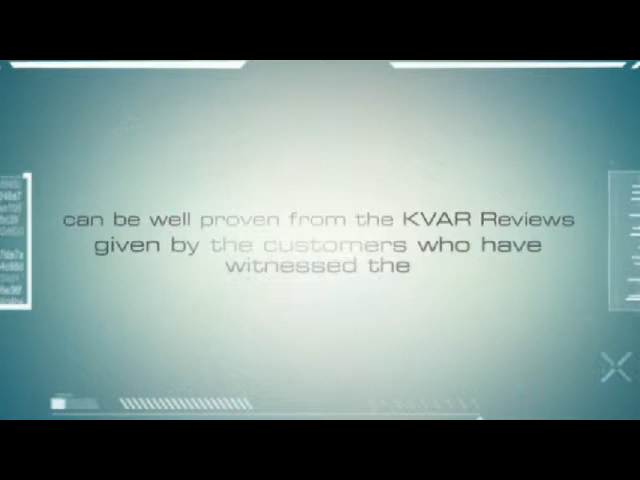 can be well proven from the KVAR Reviews
given by the customers who have
witnessed the